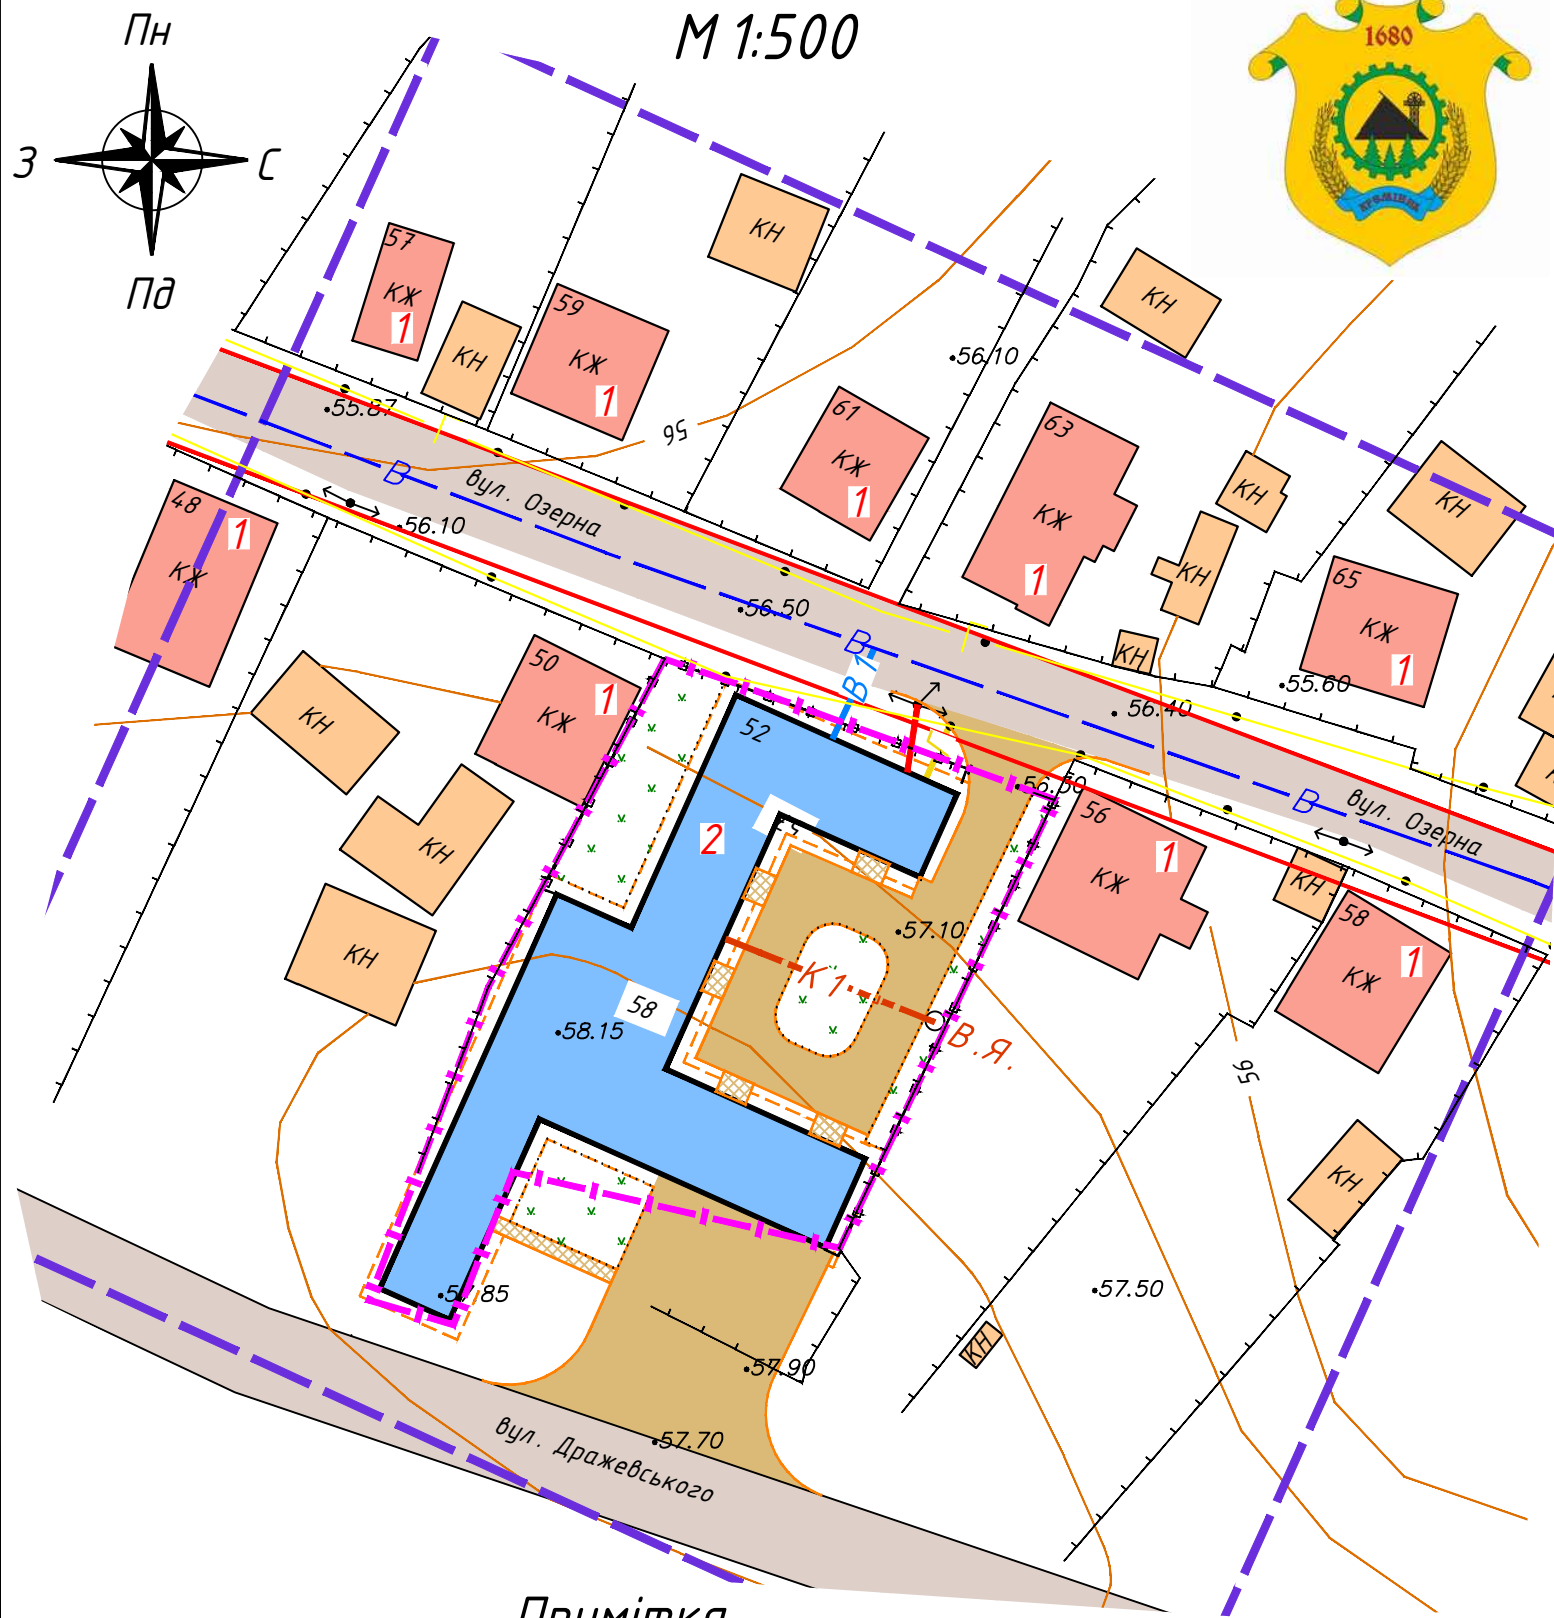 Пн
М 1:500
1680
КРЕМІННА
З
С
Пд
57
КЖ
1
КН
КН
59
КЖ
1
КН
.56.10
.55.87
56
61
КЖ
1
63
КЖ
1
КН
КН
КН
В
вул. Озерна
.56.10
48
1
КЖ
65
КЖ
1
.56.50
В
КН
.55.60
. 56.40
50
1
КЖ
В1
52
КН
.56.50
2
КН
56
1
КЖ
В
вул. Озерна
КН
58
1
КЖ
КН
.57.10
К1
58
.58.15
В.Я.
56
КН
.57.85
.57.50
КН
.57.90
.57.70
вул. Дражевського
Примітка